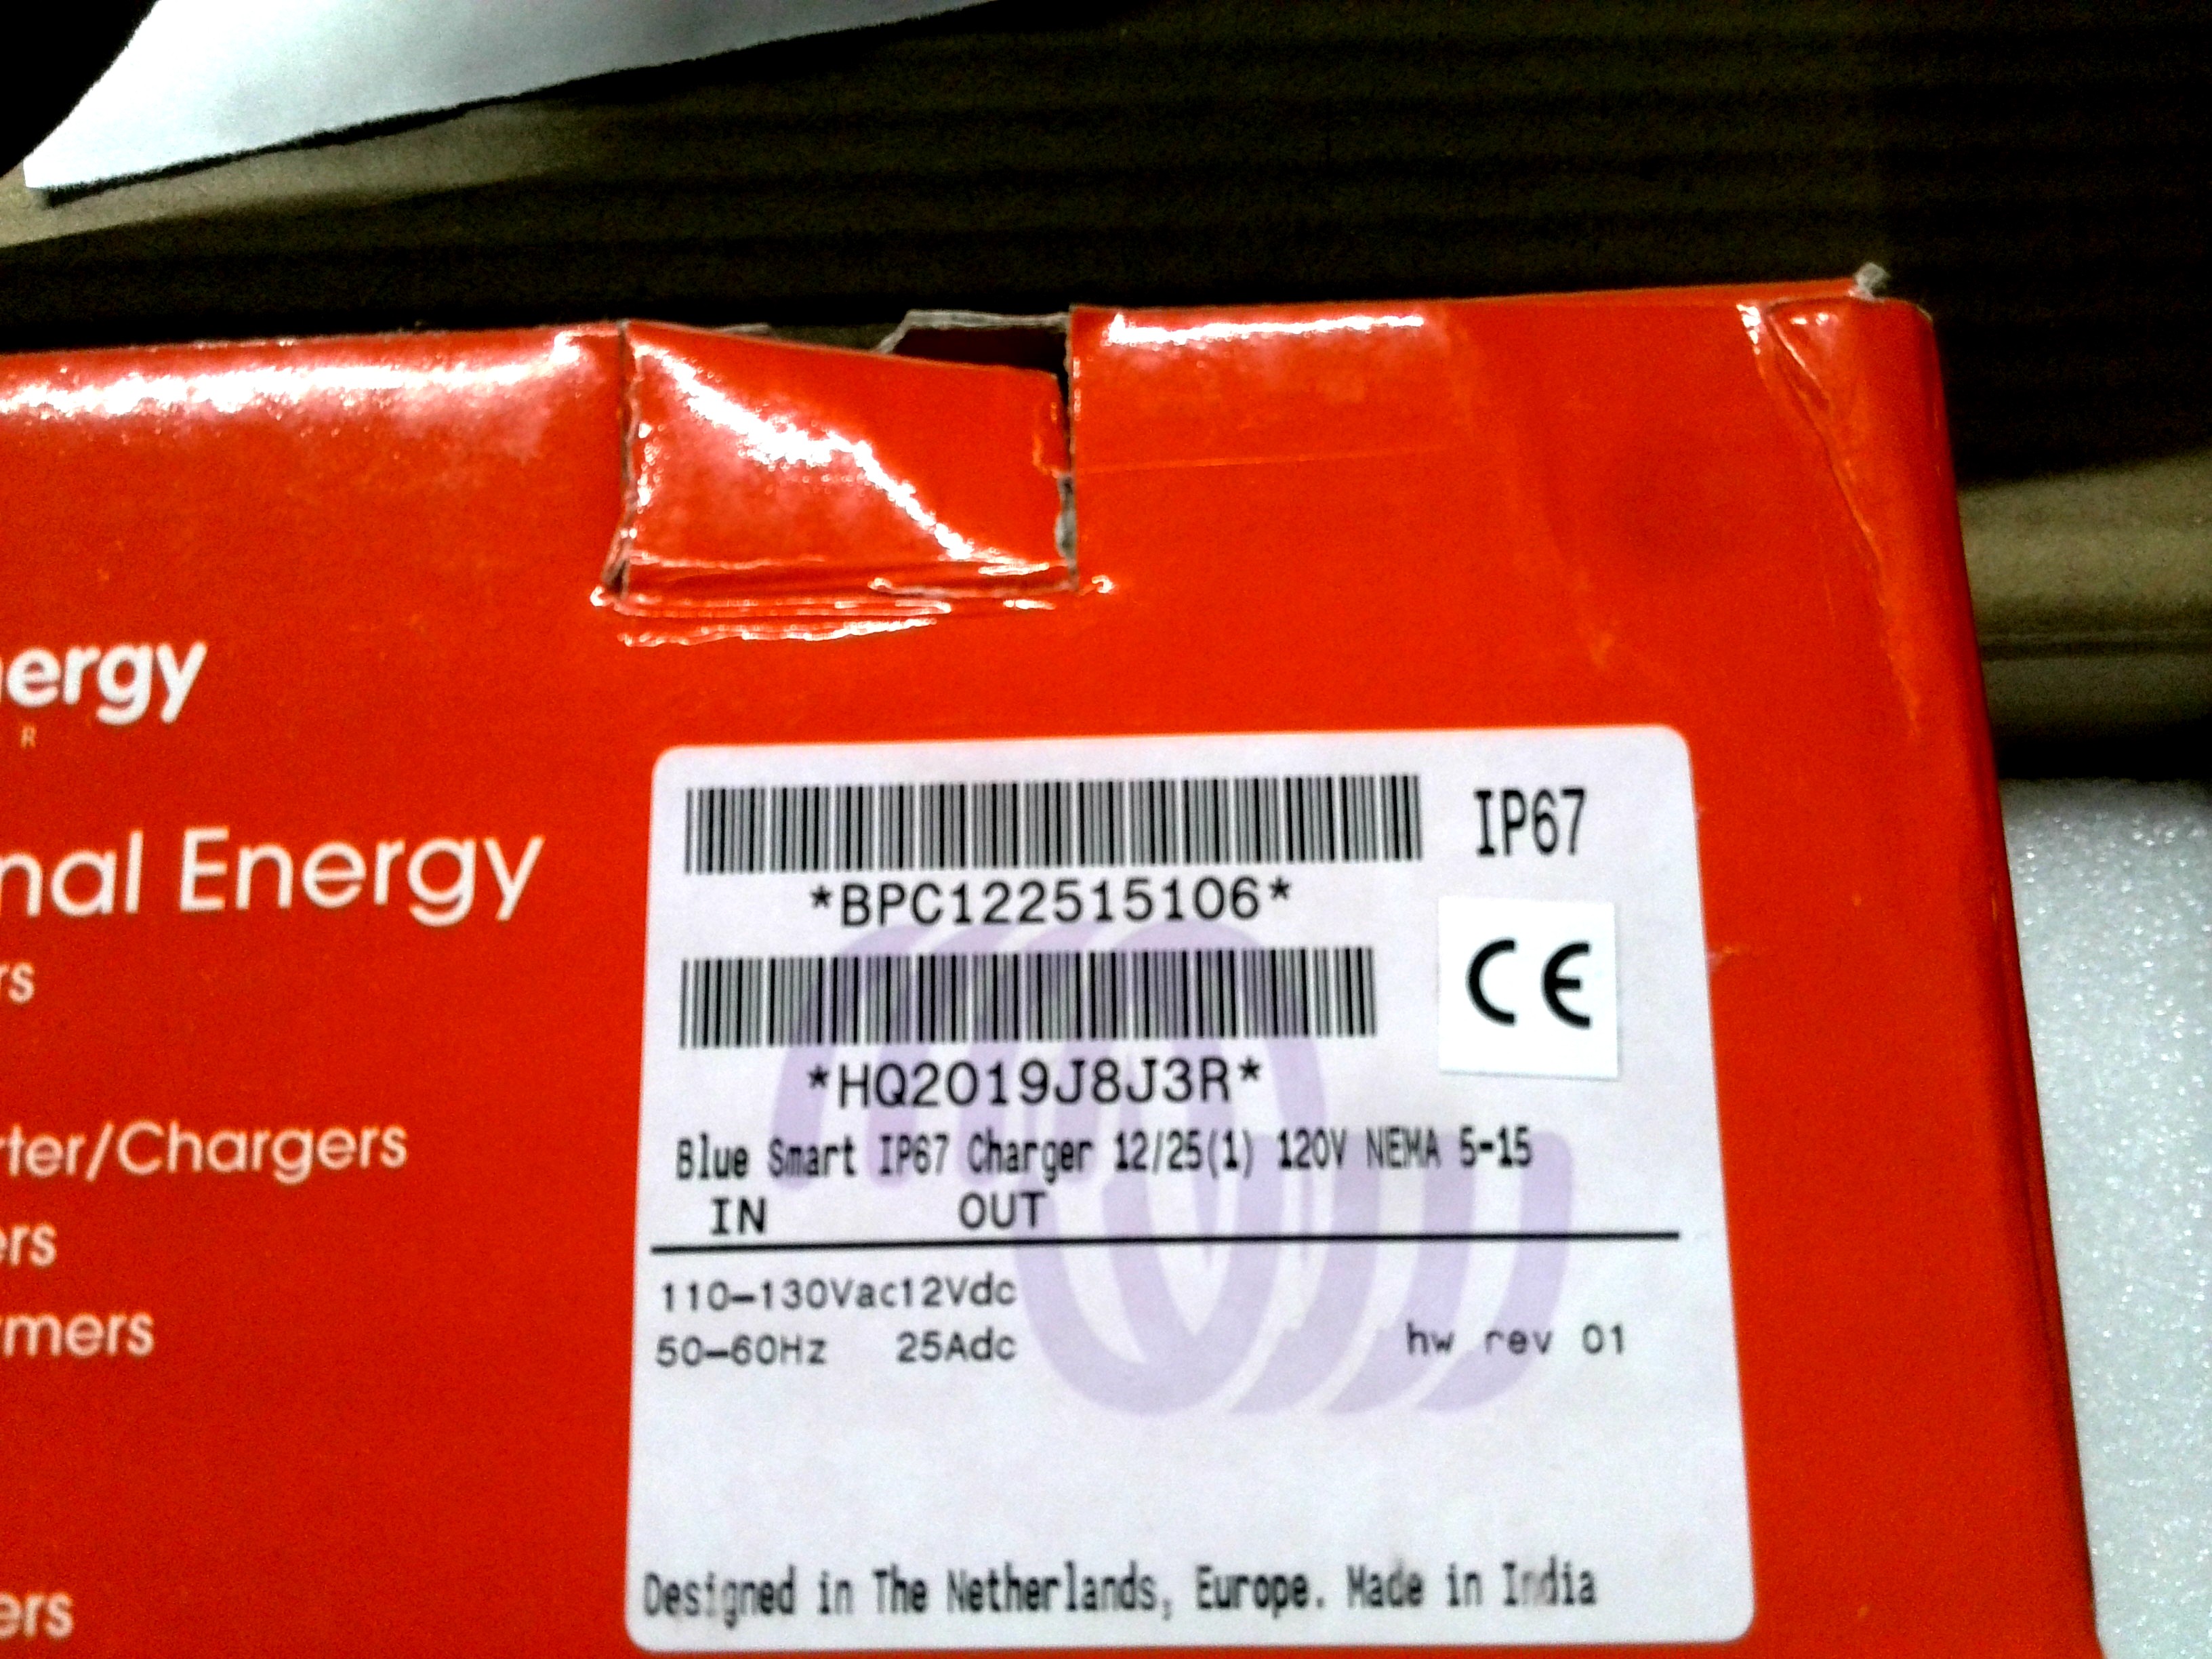 ergy
R
nal Energy
rs
rter/Chargers
ers
rmers
ers
IP67
*BPC122515106*
CE
*HQ2019J8J3R*
Blue Smart IP67 Charger 12/25(1) 120V NEMA 5-15
IN OUT
110-130Vac12Vdc
50-60Hz 25Adc hw rev 01
Designed in The Netherlands, Europe. Made in India